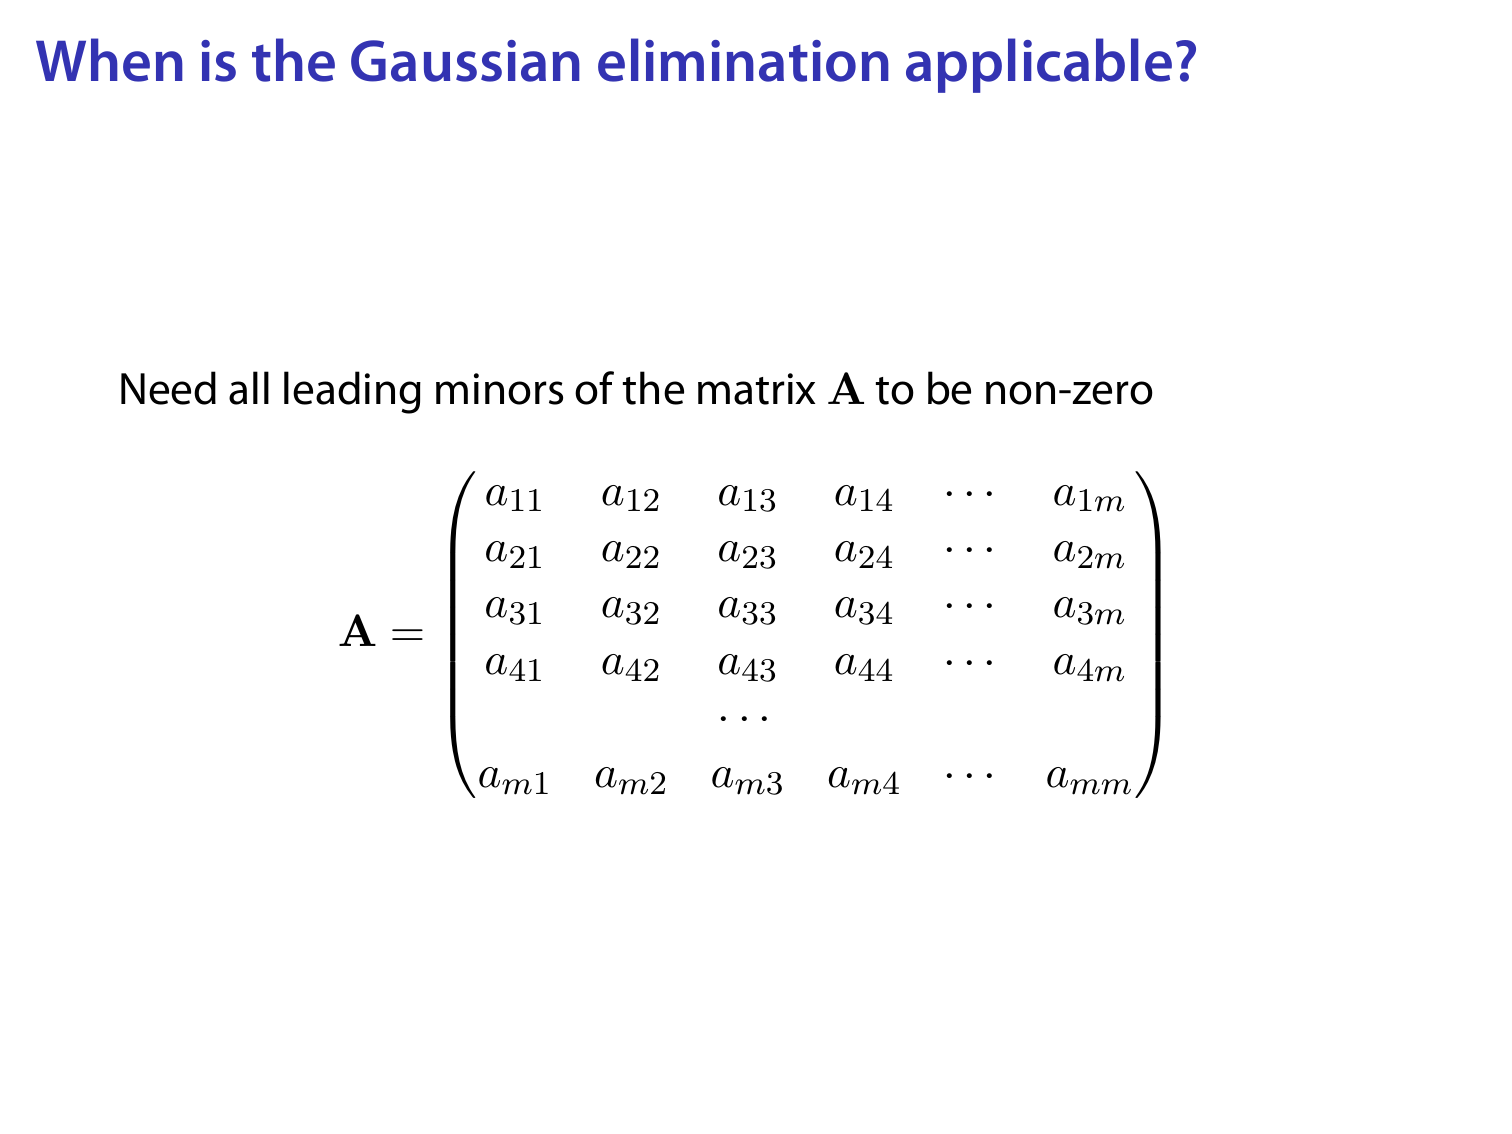 When is the Gaussian elimination applicable?
Need all leading minors of the matrix A to be non-zero
a₁₁ a₁₂ a₁₃ a₁₄ ⋯ a₁ₘ
a₂₁ a₂₂ a₂₃ a₂₄ ⋯ a₂ₘ
a₃₁ a₃₂ a₃₃ a₃₄ ⋯ a₃ₘ
A =
a₄₁ a₄₂ a₄₃ a₄₄ ⋯ a₄ₘ
⋯
aₘ₁ aₘ₂ aₘ₃ aₘ₄ ⋯ aₘₘ